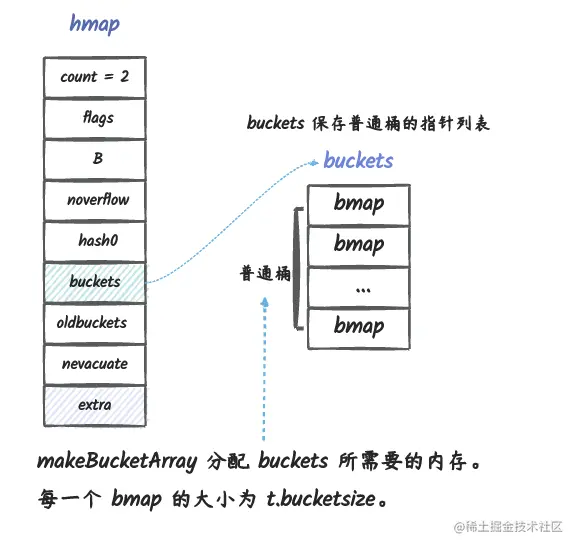 hmap
count = 2
flags
B
noverflow
hash0
buckets
oldbuckets
nevacuate
extra
buckets 保存普通桶的指针列表
buckets
bmap
bmap
...
bmap
普通桶
makeBucketArray 分配 buckets 所需要的内存。
每一个 bmap 的大小为 t.bucketsize。
@稀土掘金技术社区